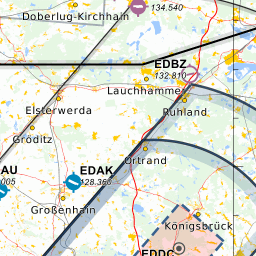 134.540
Doberlug-Kirchhain
EDBZ
132.810
Lauchhammer
Elsterwerda
Ruhland
Gröditz
Ortrand
AU
005
EDAK
128.365
Großenhain
Königsbrück
EDDC